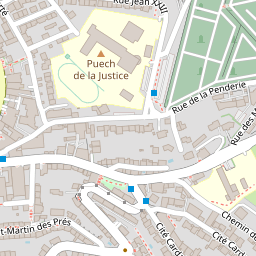 Rue Jean XXIII
Puech
de la Justice
Rue de la Penderie
Rue des M
t-Martin des Prés
Chemin de
Cité Card
Cité Card